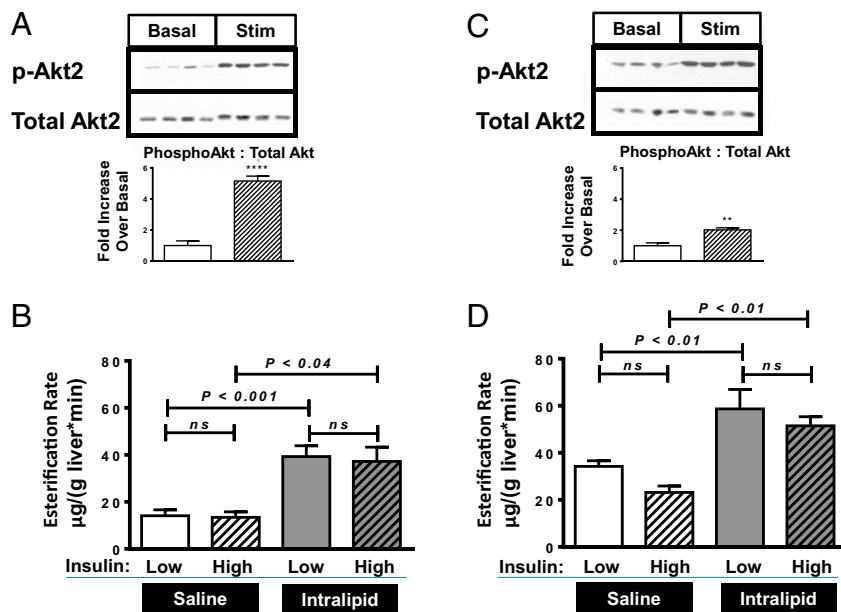 A
Basal Stim
p-Akt2
Total Akt2
PhosphoAkt : Total Akt
Fold Increase
Over Basal
6
4
2
0
****
B
Esterification Rate
µg/(g liver*min)
80
60
40
20
0
P < 0.04
P < 0.001
ns
ns
Insulin: Low High Low High
Saline Intralipid
C
Basal Stim
p-Akt2
Total Akt2
PhosphoAkt : Total Akt
Fold Increase
Over Basal
6
4
2
0
**
D
Esterification Rate
µg/(g liver*min)
80
60
40
20
0
P < 0.01
P < 0.01
ns
ns
Insulin: Low High Low High
Saline Intralipid